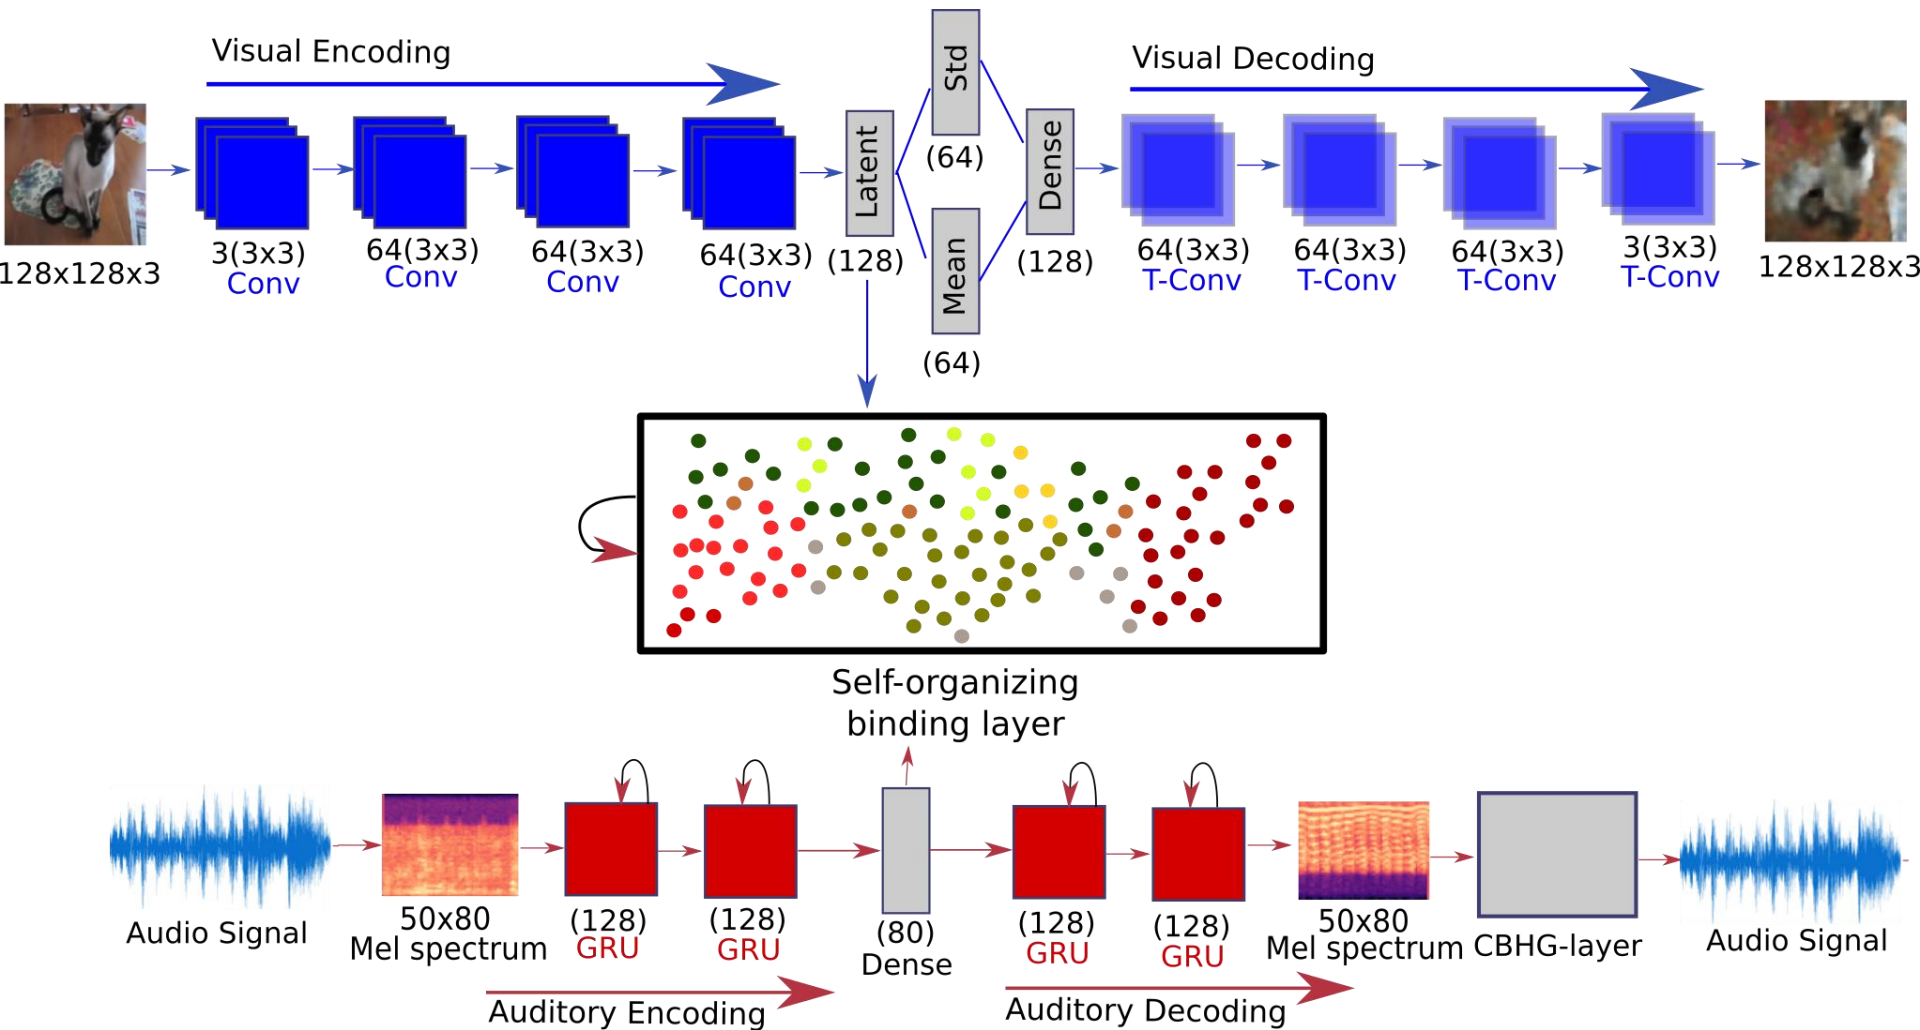 Visual Encoding
Visual Decoding
Std
(64)
Latent
(128)
Mean
(64)
Dense
(128)
128x128x3
3(3x3)
Conv
64(3x3)
Conv
64(3x3)
Conv
64(3x3)
Conv
64(3x3)
T-Conv
64(3x3)
T-Conv
64(3x3)
T-Conv
3(3x3)
T-Conv
128x128x3
Self-organizing
binding layer
Audio Signal
50x80
Mel spectrum
(128)
GRU
(128)
GRU
(80)
Dense
(128)
GRU
(128)
GRU
50x80
Mel spectrum
CBHG-layer
Audio Signal
Auditory Encoding
Auditory Decoding